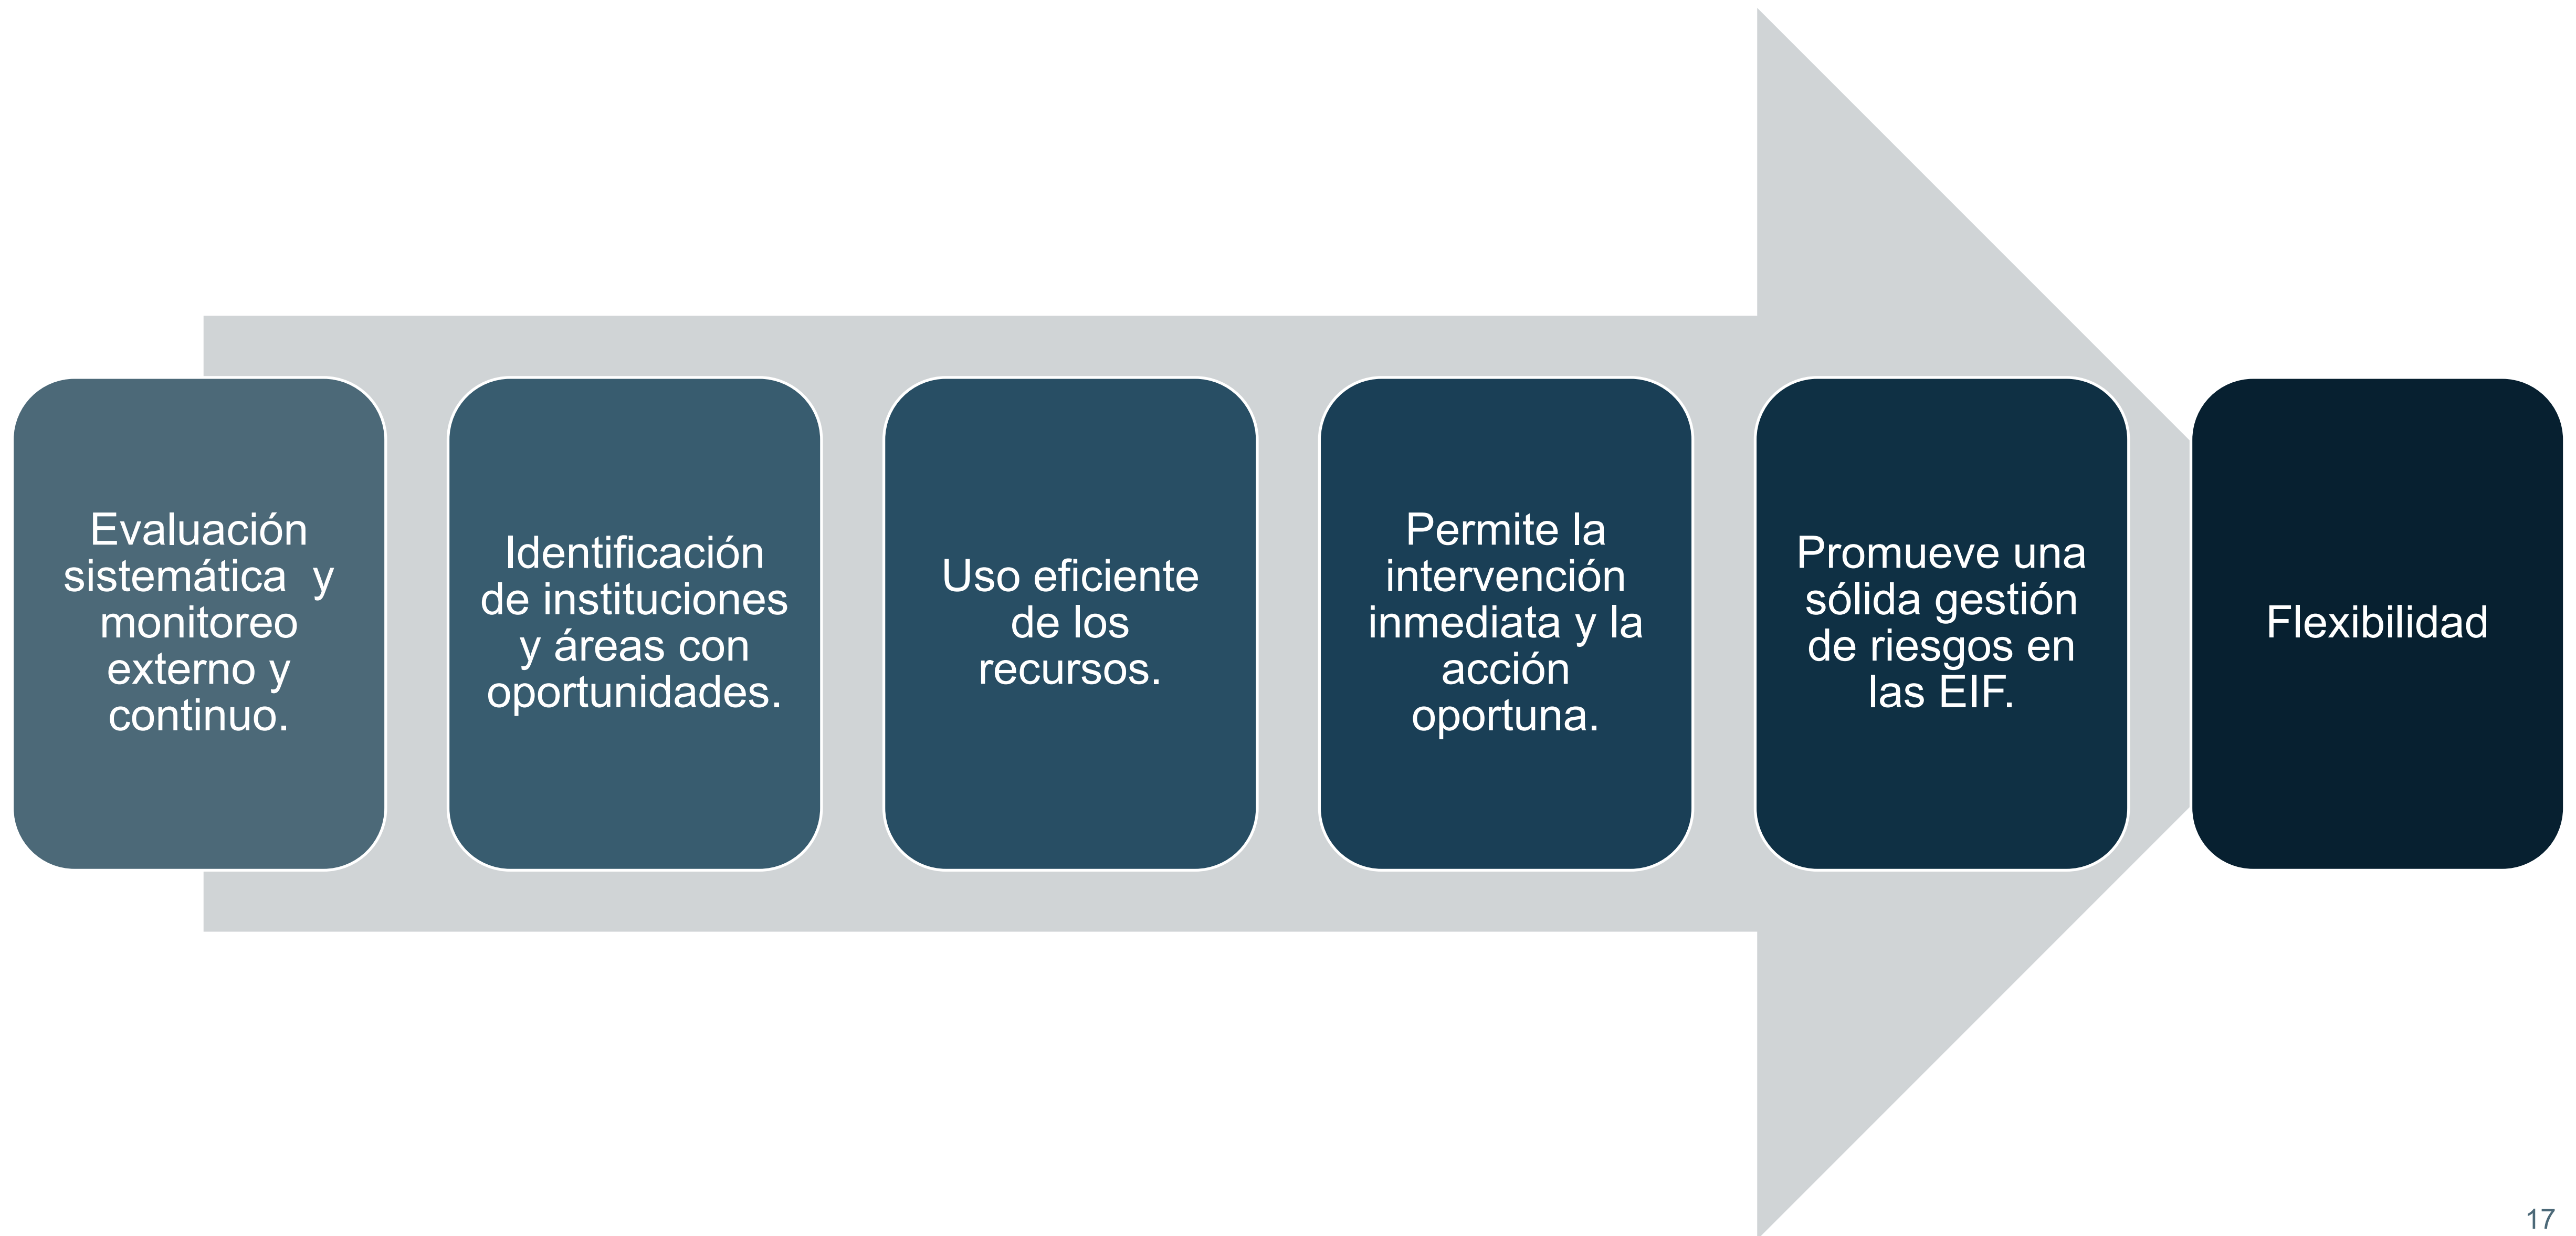 Evaluación
sistemática  y
monitoreo
externo y
continuo.
Identificación
de instituciones
y áreas con
oportunidades.
Uso eficiente
de los
recursos.
Permite la
intervención
inmediata y la
acción
oportuna.
Promueve una
sólida gestión
de riesgos en
las EIF.
Flexibilidad
17